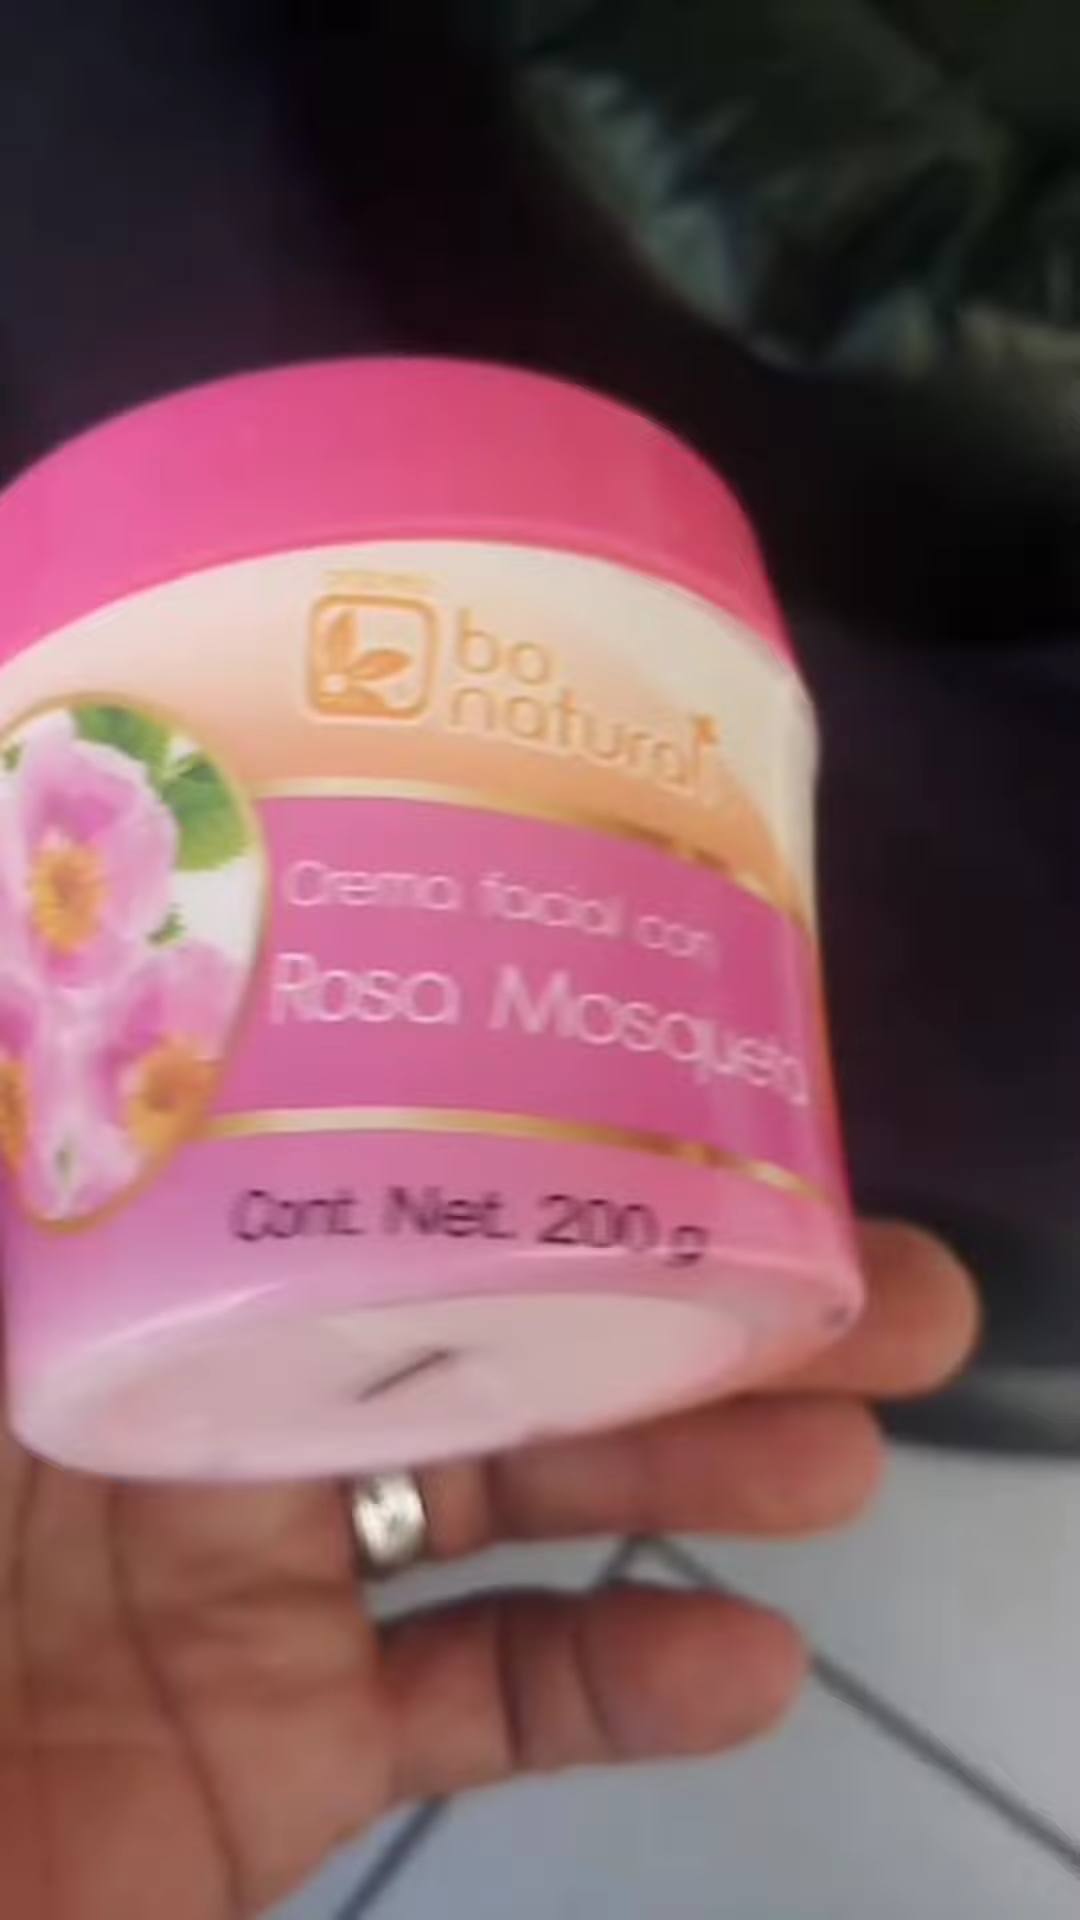 bo
natural
Crema facial con
Rosa Mosqueta
Cont. Net. 200 g